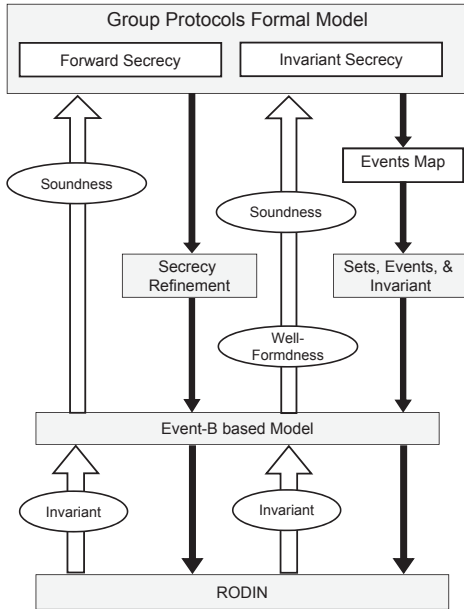 Group Protocols Formal Model
Forward Secrecy
Invariant Secrecy
Events Map
Soundness
Soundness
Secrecy
Refinement
Sets, Events, &
Invariant
Well-
Formdness
Event-B based Model
Invariant
Invariant
RODIN